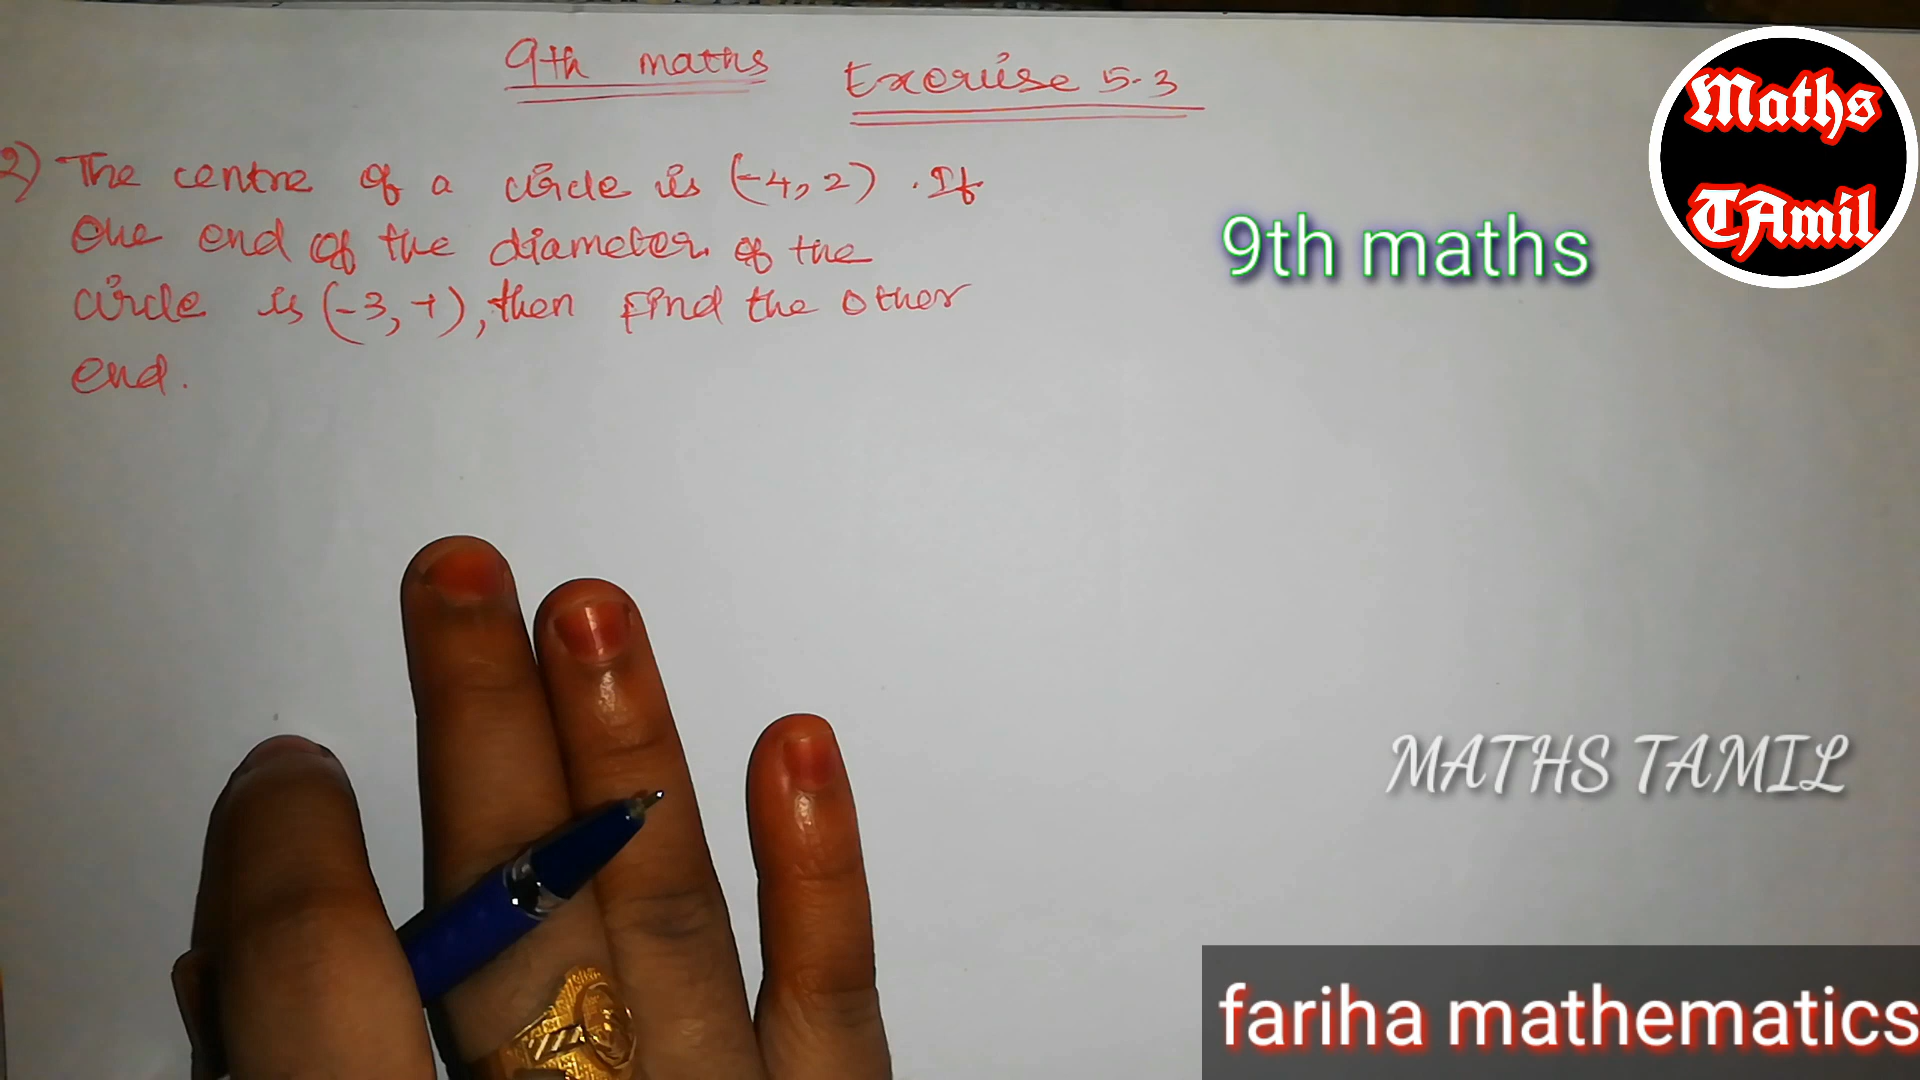 9th maths Exercise 5.3
2) The centre of a circle is (-4, 2). If
one end of the diameter of the
circle is (-3, 7), then find the other
end.
Maths
TAmil
9th maths
MATHS TAMIL
fariha mathematics